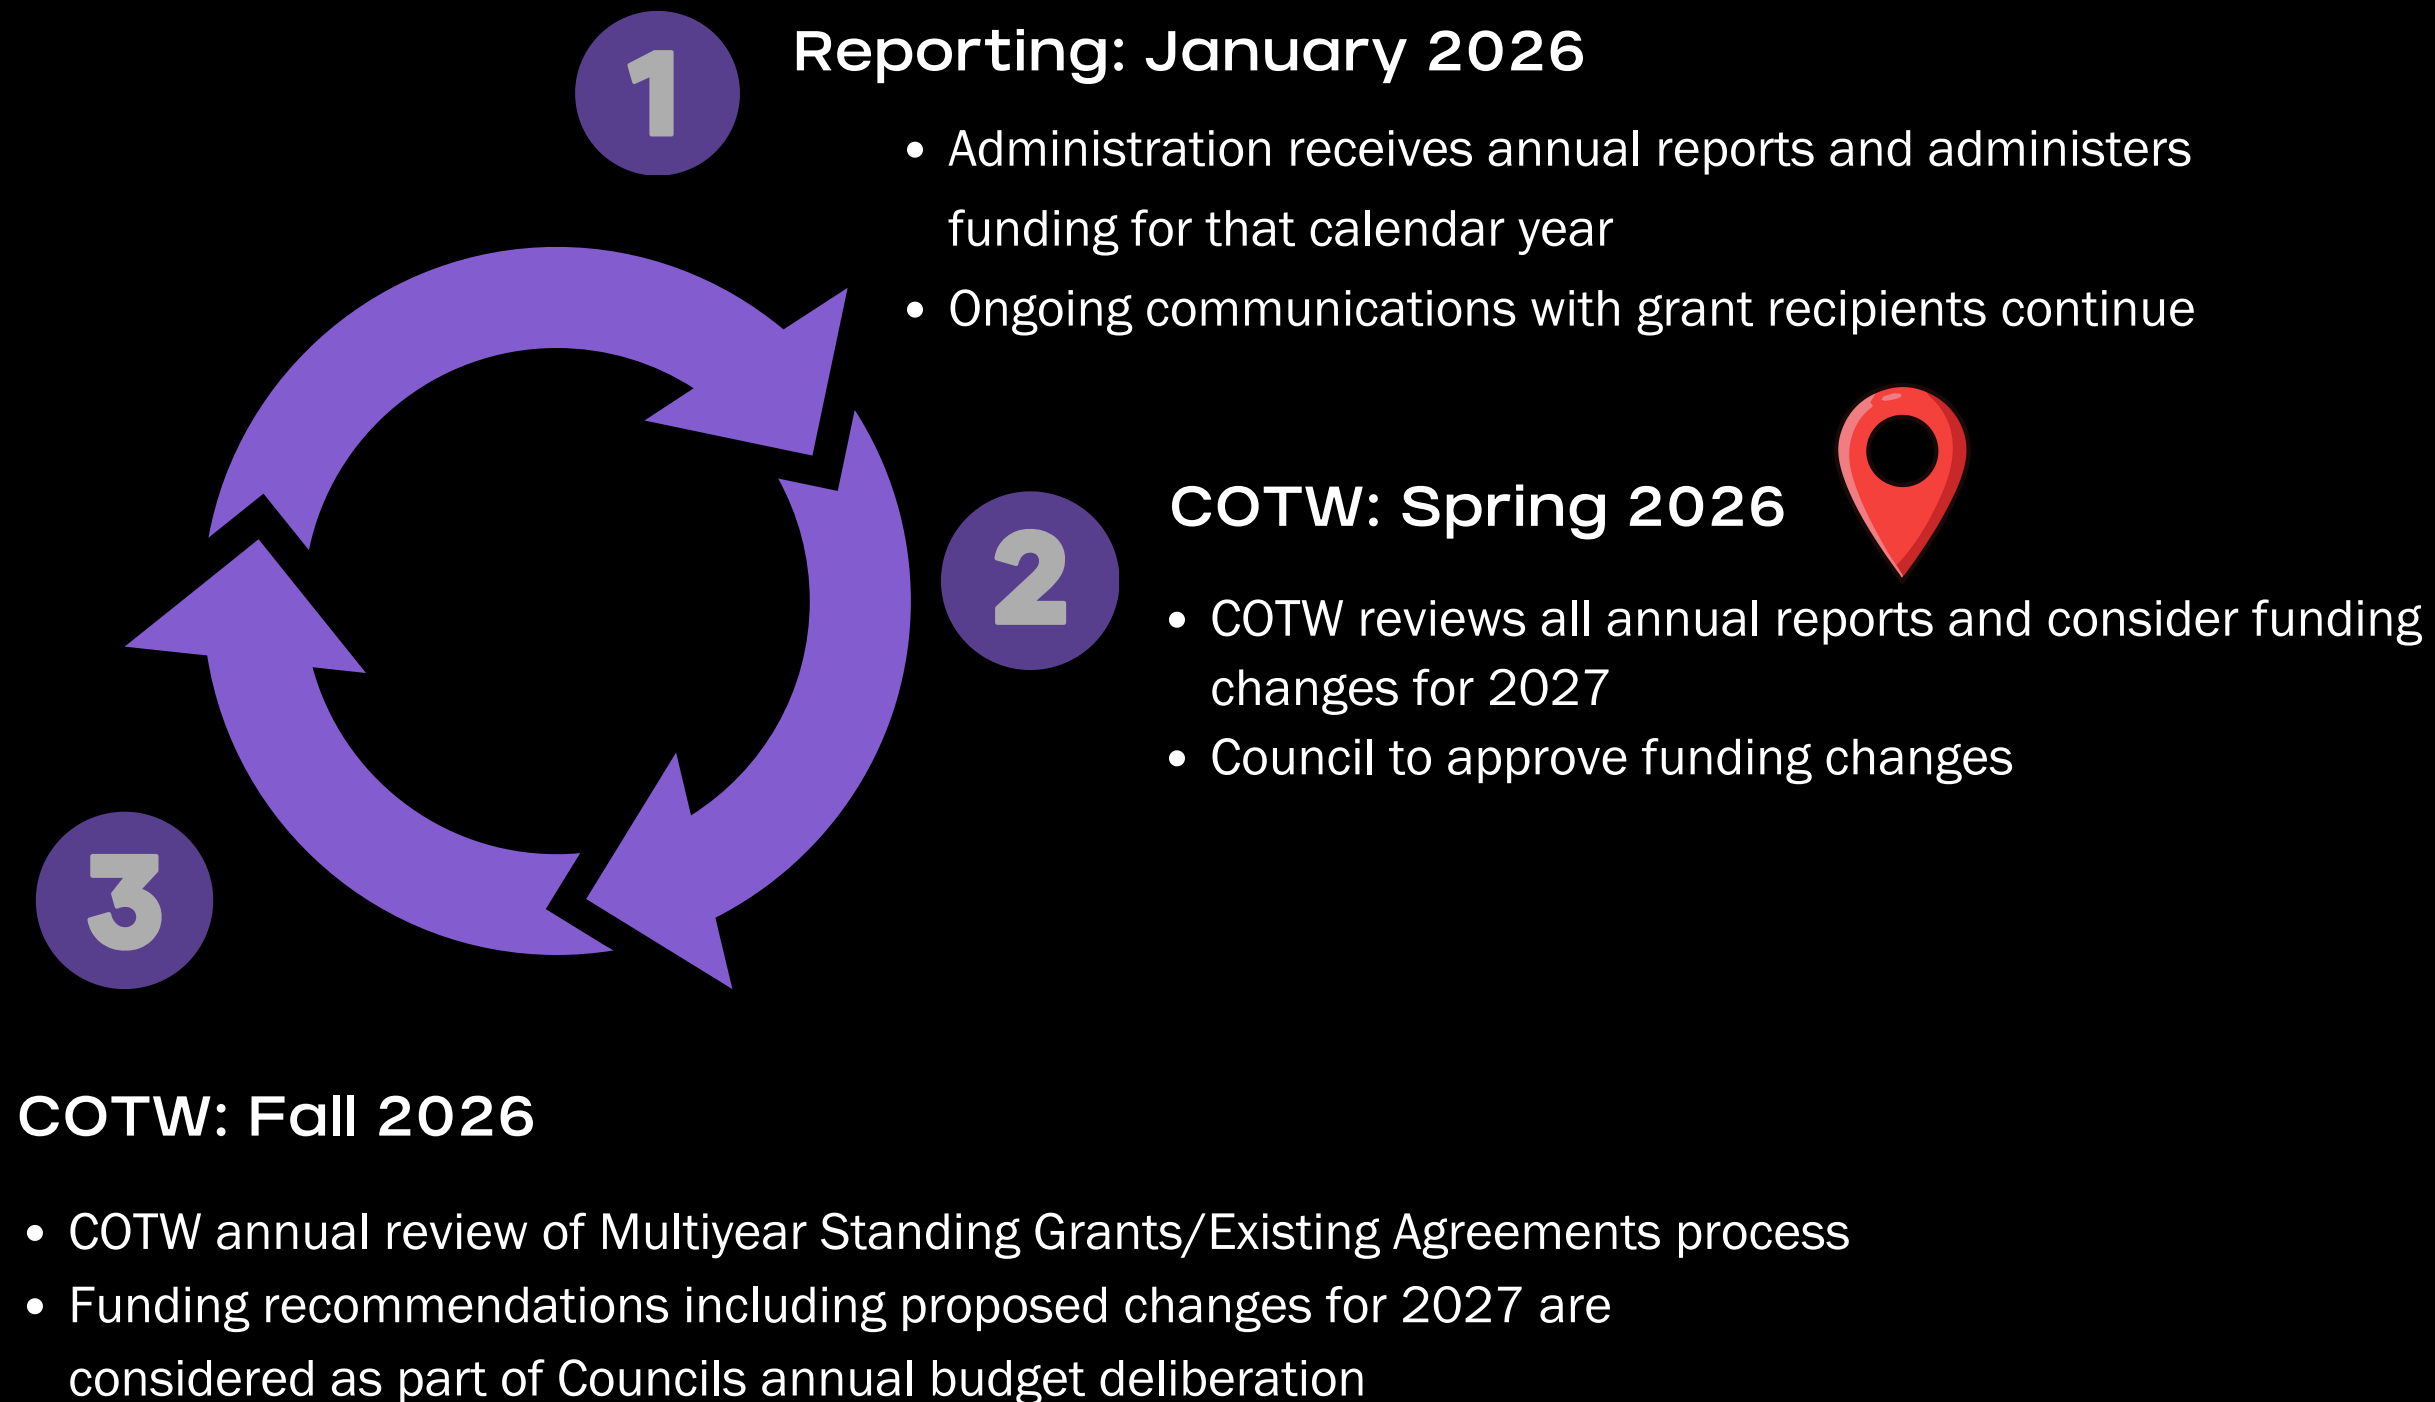 1
Reporting: January 2026
• Administration receives annual reports and administers
funding for that calendar year
• Ongoing communications with grant recipients continue
2
COTW: Spring 2026
• COTW reviews all annual reports and consider funding
changes for 2027
• Council to approve funding changes
3
COTW: Fall 2026
• COTW annual review of Multiyear Standing Grants/Existing Agreements process
• Funding recommendations including proposed changes for 2027 are
considered as part of Councils annual budget deliberation